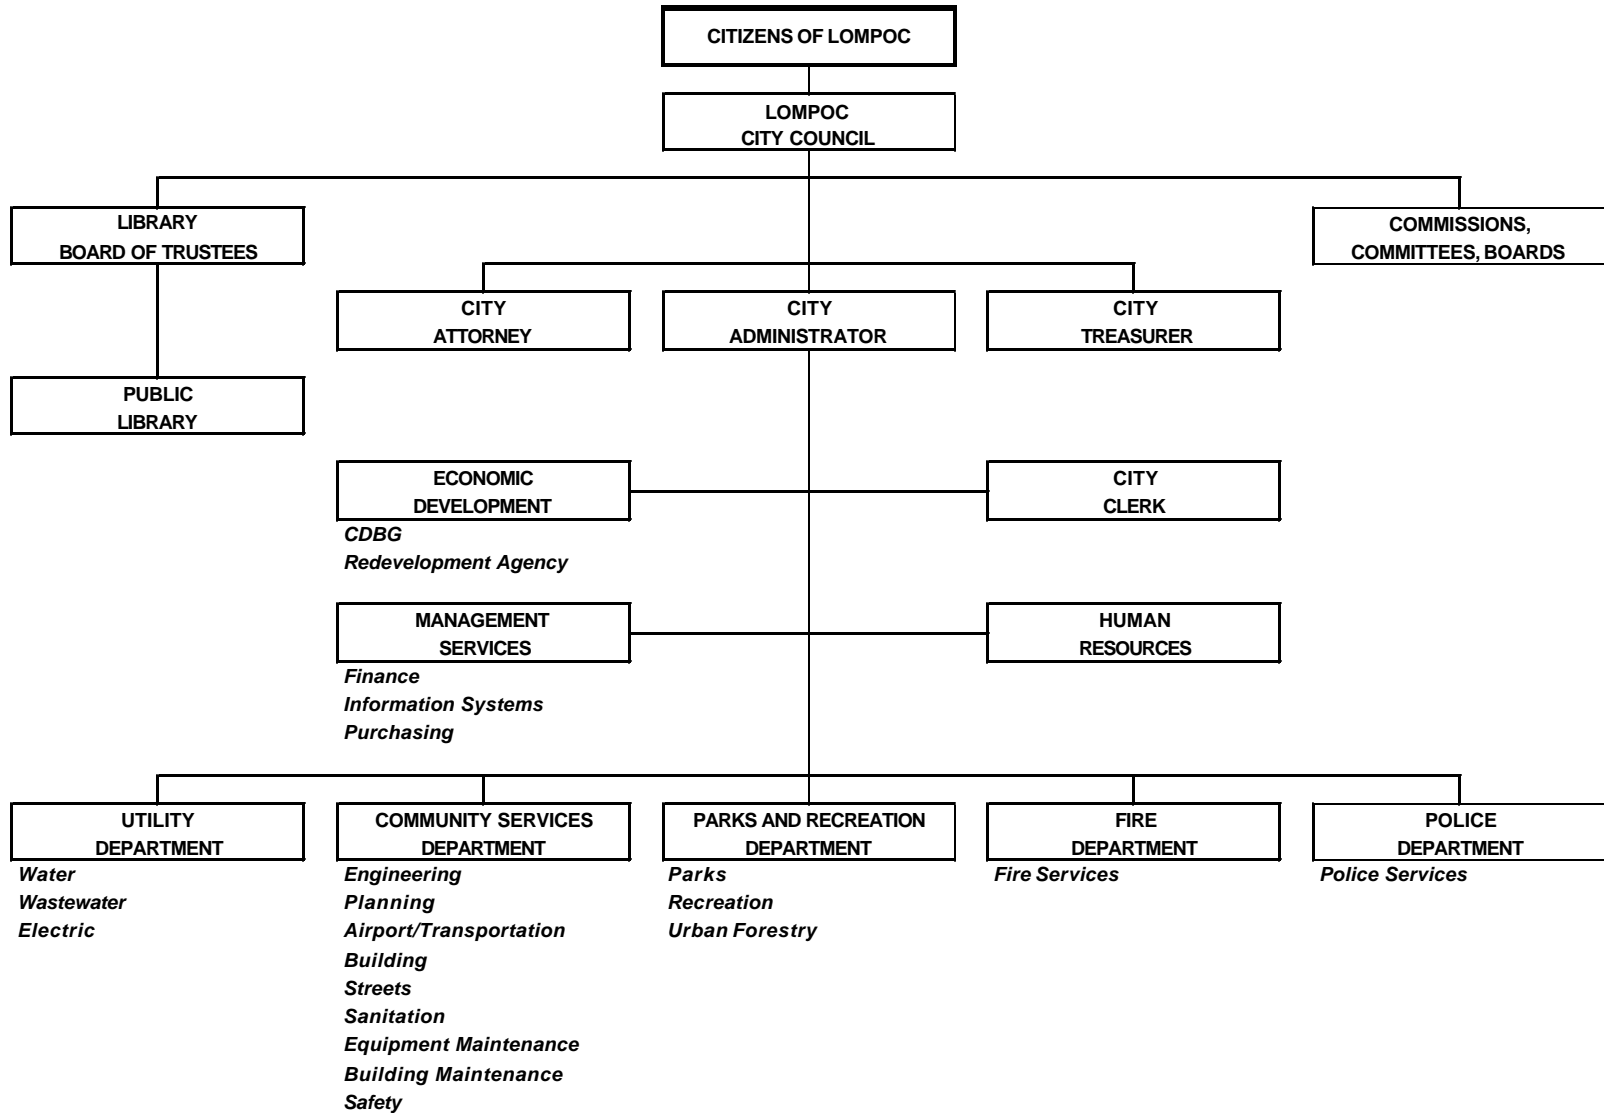 CITIZENS OF LOMPOC
LOMPOC
CITY COUNCIL
LIBRARY
BOARD OF TRUSTEES
COMMISSIONS,
COMMITTEES, BOARDS
CITY
ATTORNEY
CITY
ADMINISTRATOR
CITY
TREASURER
PUBLIC
LIBRARY
ECONOMIC
DEVELOPMENT
CDBG
Redevelopment Agency
CITY
CLERK
MANAGEMENT
SERVICES
Finance
Information Systems
Purchasing
HUMAN
RESOURCES
UTILITY
DEPARTMENT
Water
Wastewater
Electric
COMMUNITY SERVICES
DEPARTMENT
Engineering
Planning
Airport/Transportation
Building
Streets
Sanitation
Equipment Maintenance
Building Maintenance
Safety
PARKS AND RECREATION
DEPARTMENT
Parks
Recreation
Urban Forestry
FIRE
DEPARTMENT
Fire Services
POLICE
DEPARTMENT
Police Services